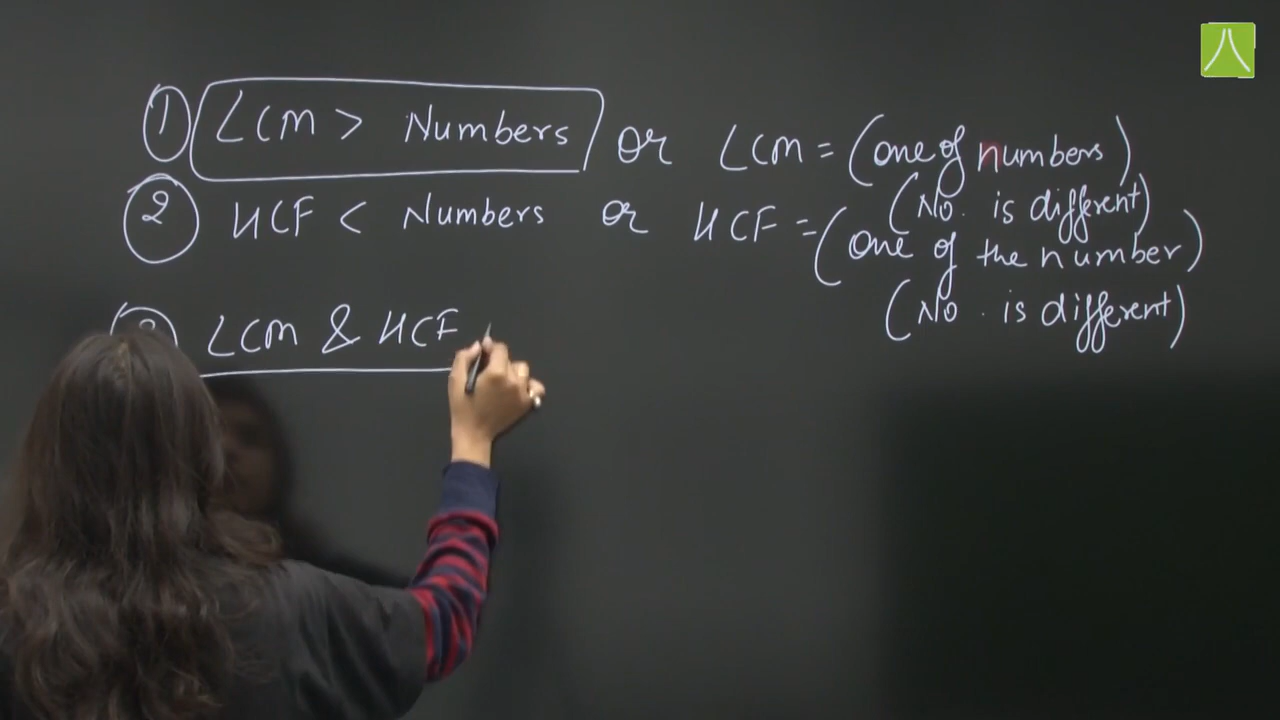 ① LCM > Numbers or LCM = (one of numbers)
(No. is different)
② HCF < Numbers or HCF = (one of the number)
(No. is different)
③ LCM & HCF